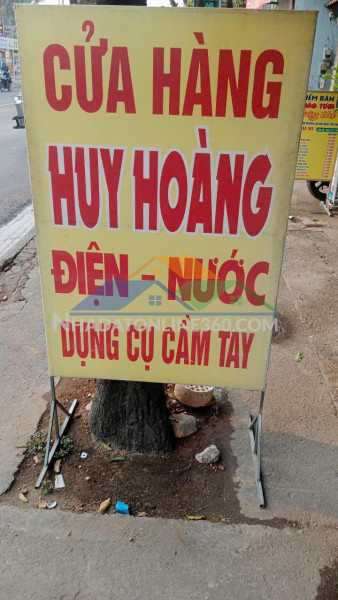 CỬA HÀNG
HUY HOÀNG
ĐIỆN - NƯỚC
NHADATONLINE360.COM
DỤNG CỤ CẦM TAY